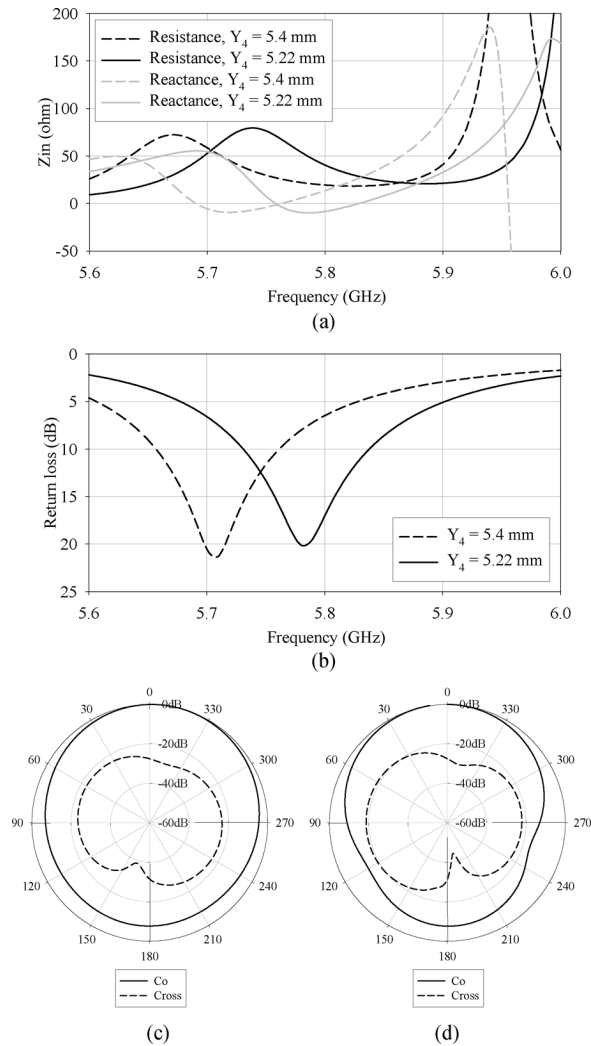 (a)
200
150
100
50
0
-50
Zin (ohm)
Resistance, Y4 = 5.4 mm
Resistance, Y4 = 5.22 mm
Reactance, Y4 = 5.4 mm
Reactance, Y4 = 5.22 mm
5.6 5.7 5.8 5.9 6.0
Frequency (GHz)
(a)
0
5
10
15
20
25
Return loss (dB)
Y4 = 5.4 mm
Y4 = 5.22 mm
5.6 5.7 5.8 5.9 6.0
Frequency (GHz)
(b)
0
30 0dB 330
60 -20dB 300
-40dB
90 -60dB 270
120 240
150 210
180
Co
Cross
(c)
0
30 0dB 330
60 -20dB 300
-40dB
90 -60dB 270
120 240
150 210
180
Co
Cross
(d)